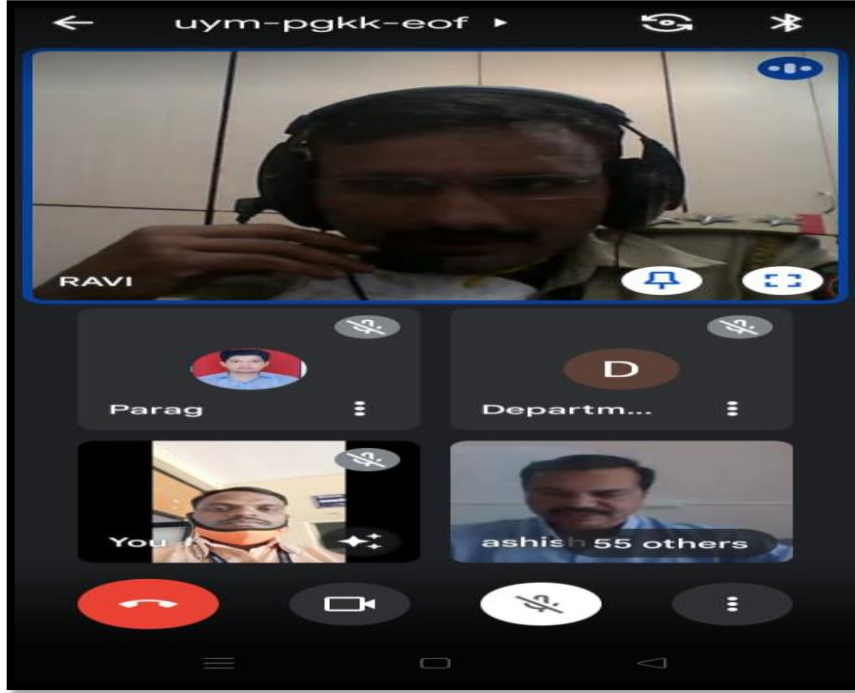 uym-pgkk-eof
RAVI
Parag
D
Departm...
You
ashish 55 others